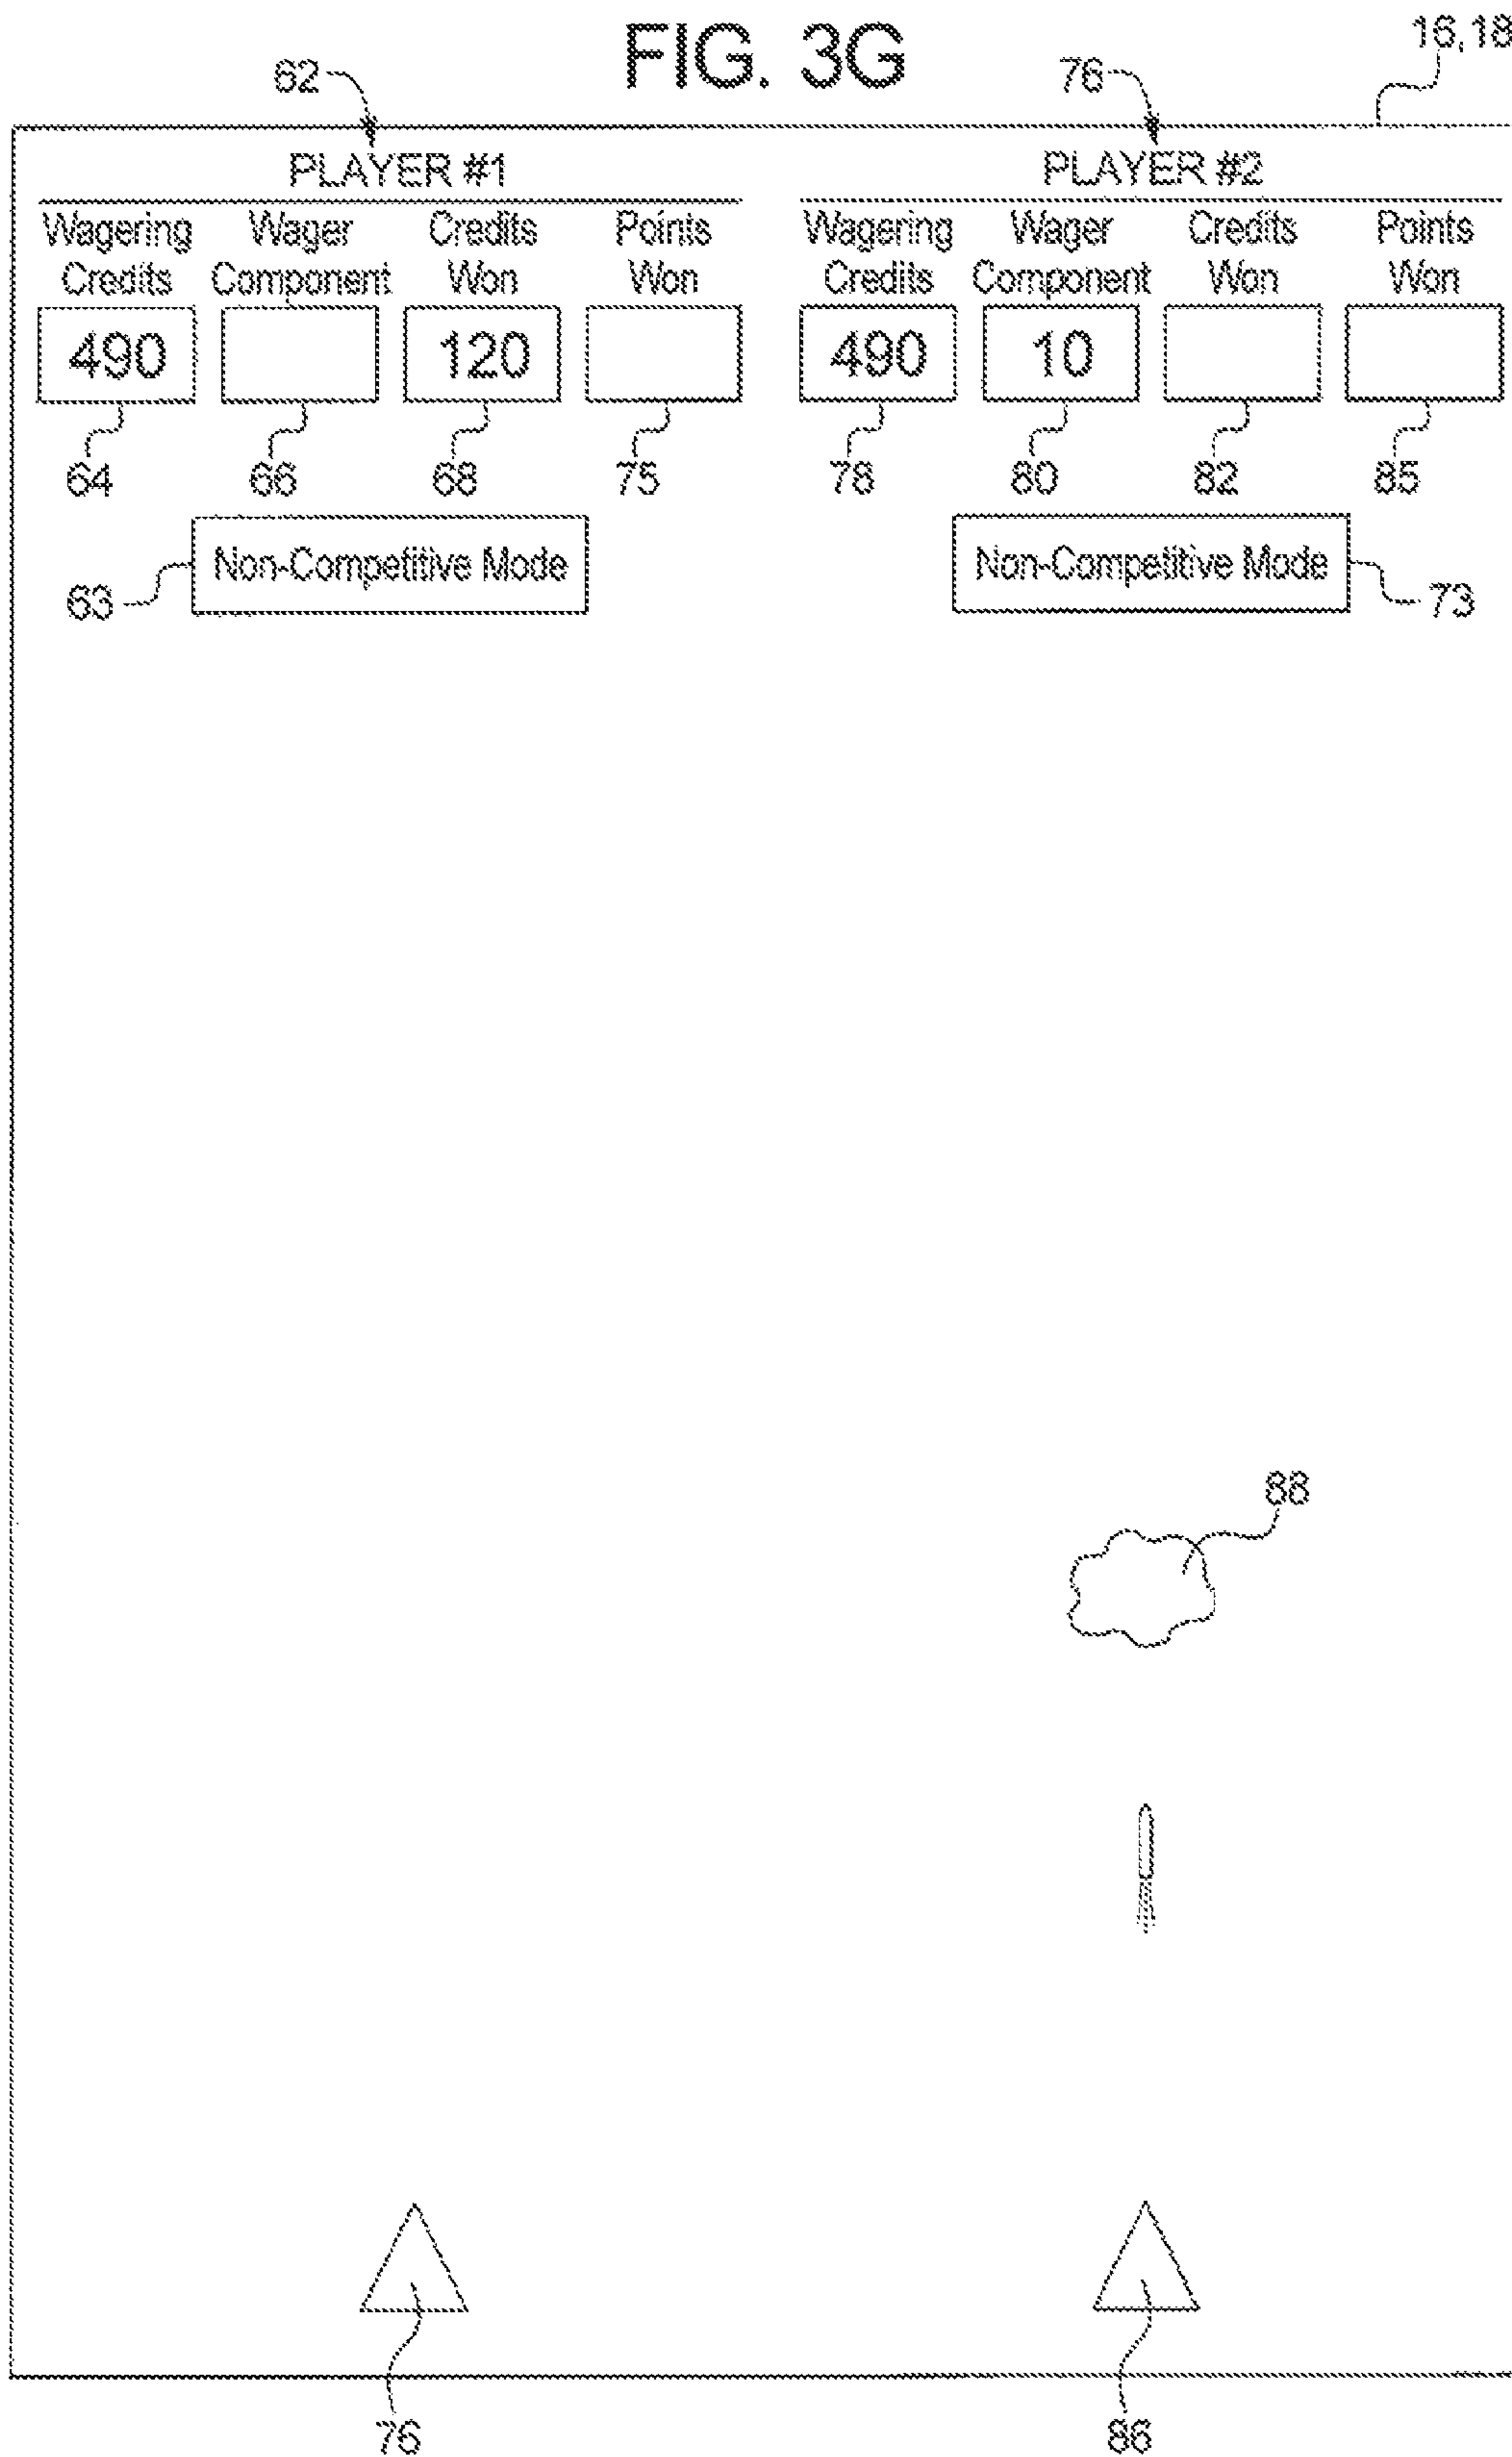 FIG. 3G
16,18
62
76
PLAYER #1
PLAYER #2
Wagering Credits
Wager Component
Credits Won
Points Won
Wagering Credits
Wager Component
Credits Won
Points Won
490
120
490
10
64
66
68
75
78
80
82
85
Non-Competitive Mode
Non-Competitive Mode
63
73
88
76
86